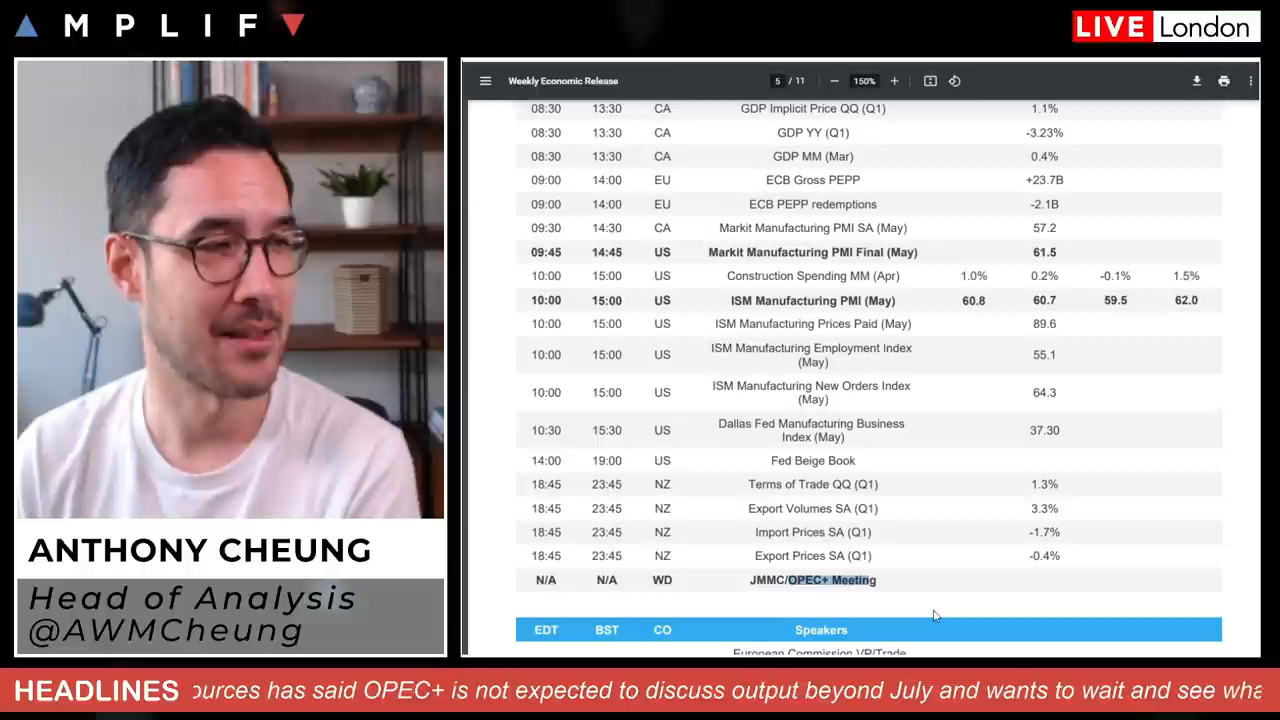 AMPLIFY
LIVE London
Weekly Economic Release 5 / 11 150%
08:30 13:30 CA GDP Implicit Price QQ (Q1) 1.1%
08:30 13:30 CA GDP YY (Q1) -3.23%
08:30 13:30 CA GDP MM (Mar) 0.4%
09:00 14:00 EU ECB Gross PEPP +23.7B
09:00 14:00 EU ECB PEPP redemptions -2.1B
09:30 14:30 CA Markit Manufacturing PMI SA (May) 57.2
09:45 14:45 US Markit Manufacturing PMI Final (May) 61.5
10:00 15:00 US Construction Spending MM (Apr) 1.0% 0.2% -0.1% 1.5%
10:00 15:00 US ISM Manufacturing PMI (May) 60.8 60.7 59.5 62.0
10:00 15:00 US ISM Manufacturing Prices Paid (May) 89.6
10:00 15:00 US ISM Manufacturing Employment Index
(May) 55.1
10:00 15:00 US ISM Manufacturing New Orders Index
(May) 64.3
10:30 15:30 US Dallas Fed Manufacturing Business
Index (May) 37.30
14:00 19:00 US Fed Beige Book
18:45 23:45 NZ Terms of Trade QQ (Q1) 1.3%
18:45 23:45 NZ Export Volumes SA (Q1) 3.3%
18:45 23:45 NZ Import Prices SA (Q1) -1.7%
18:45 23:45 NZ Export Prices SA (Q1) -0.4%
N/A N/A WD JMMC/OPEC+ Meeting
EDT BST CO Speakers
European Commission VP/Trade
ANTHONY CHEUNG
Head of Analysis
@AWMCheung
HEADLINES ources has said OPEC+ is not expected to discuss output beyond July and wants to wait and see wha